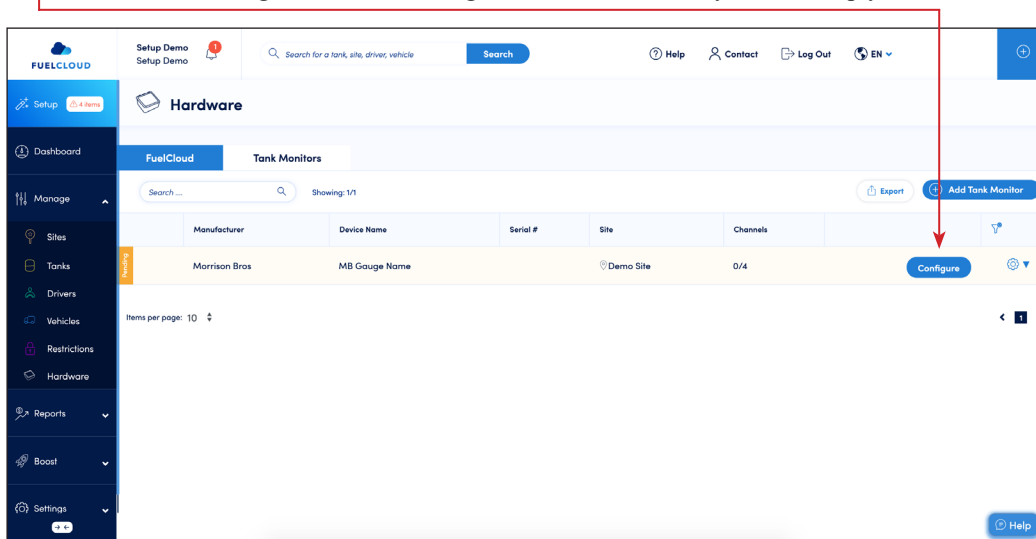 FUELCLOUD
Setup Demo
Setup Demo
1
Search for a tank, site, driver, vehicle
Search
Help
Contact
Log Out
EN
Setup
4 items
Hardware
Dashboard
FuelCloud
Tank Monitors
Manage
Search ....
Showing: 1/1
Export
Add Tank Monitor
Manufacturer
Device Name
Serial #
Site
Channels
Sites
Pending
Morrison Bros
MB Gauge Name
Demo Site
0/4
Configure
Tanks
Drivers
Vehicles
Items per page: 10
1
Restrictions
Hardware
Reports
Boost
Settings
Help